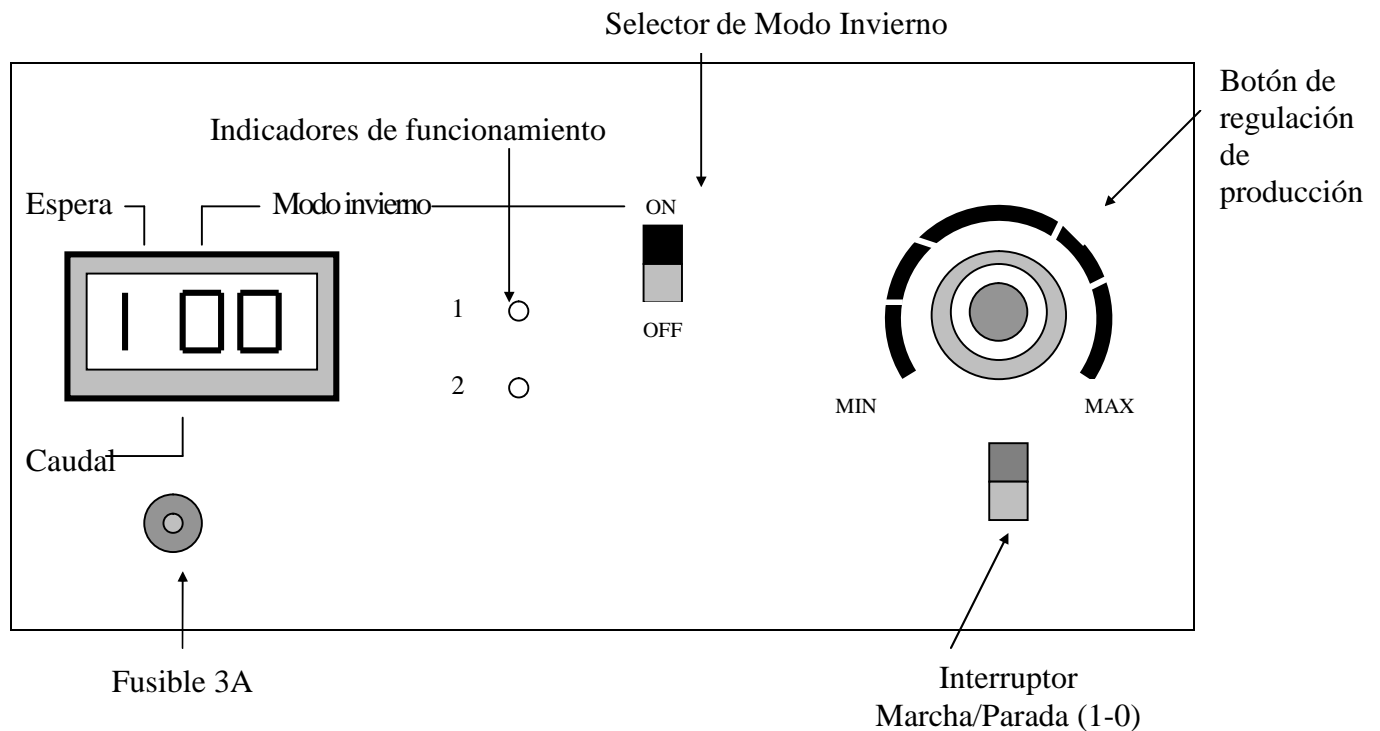 Selector de Modo Invierno
Botón de
regulación
de
producción
Indicadores de funcionamiento
Espera
Modo invierno
ON
1 00
1
OFF
2
MIN
MAX
Caudal
Fusible 3A
Interruptor
Marcha/Parada (1-0)